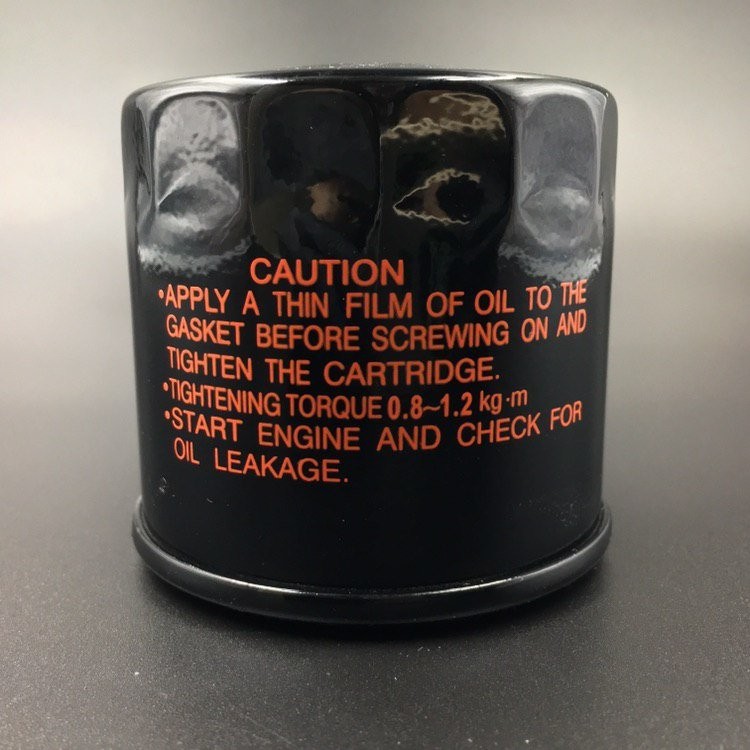 CAUTION
•APPLY A THIN FILM OF OIL TO THE
GASKET BEFORE SCREWING ON AND
TIGHTEN THE CARTRIDGE.
•TIGHTENING TORQUE 0.8~1.2 kg·m
•START ENGINE AND CHECK FOR
OIL LEAKAGE.